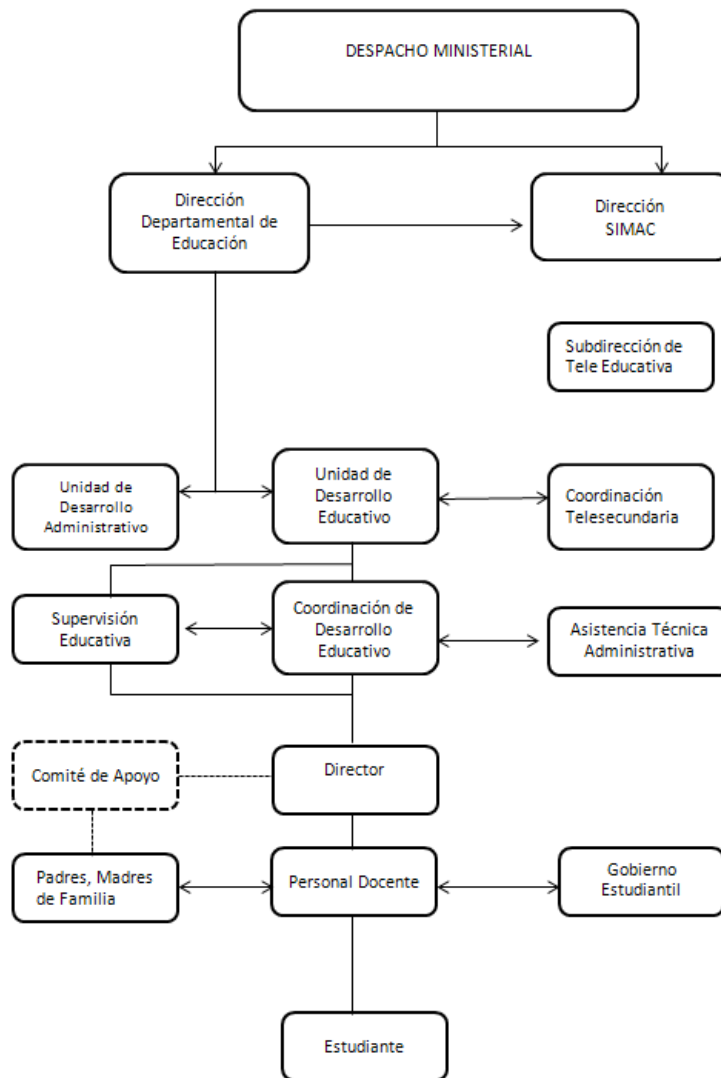 DESPACHO MINISTERIAL
Dirección
Departamental de
Educación
Dirección
SIMAC
Subdirección de
Tele Educativa
Unidad de
Desarrollo
Administrativo
Unidad de
Desarrollo
Educativo
Coordinación
Telesecundaria
Supervisión
Educativa
Coordinación de
Desarrollo
Educativo
Asistencia Técnica
Administrativa
Comité de Apoyo
Director
Padres, Madres
de Familia
Personal Docente
Gobierno
Estudiantil
Estudiante